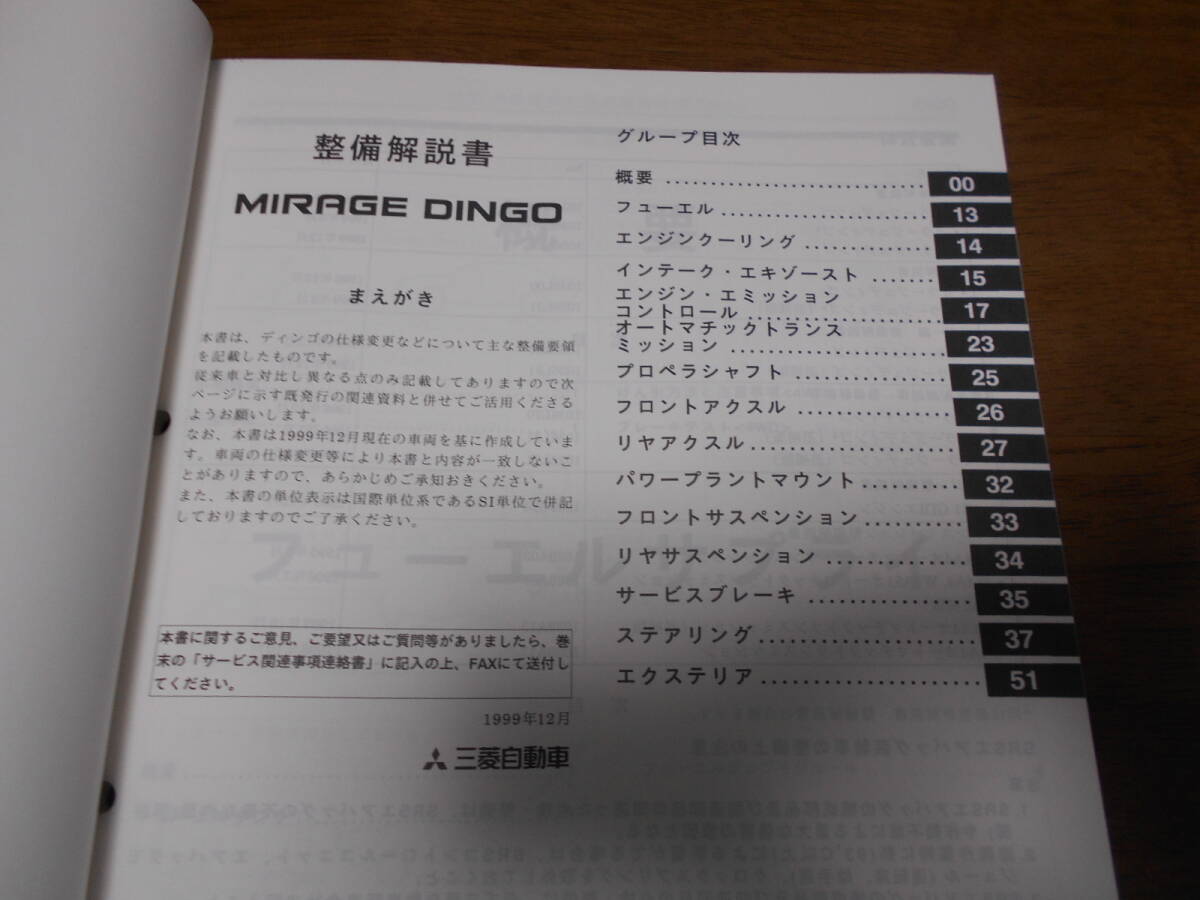 整備解説書
MIRAGE DINGO
まえがき
本書は、ディンゴの仕様変更などについて主な整備要領
を記載したものです。
従来車と対比し異なる点のみ記載してありますので次
ページに示す既発行の関連資料と併せてご活用くださる
ようお願いします。
なお、本書は1999年12月現在の車両を基に作成していま
す。車両の仕様変更等により本書と内容が一致しないこ
とがありますので、あらかじめご承知おきください。
また、本書の単位表示は国際単位系であるSI単位で併記
しておりますのでご了承ください。
本書に関するご意見、ご要望又はご質問等がありましたら、巻
末の「サービス関連事項連絡書」に記入の上、FAXにて送付し
てください。
1999年12月
三菱自動車
グループ目次
概要 ............................ 00
フューエル ....................... 13
エンジンクーリング .............. 14
インテーク・エキゾースト ....... 15
エンジン・エミッション
コントロール ..................... 17
オートマチックトランス
ミッション ....................... 23
プロペラシャフト ................. 25
フロントアクスル ................ 26
リヤアクスル ...................... 27
パワープラントマウント .......... 32
フロントサスペンション .......... 33
リヤサスペンション .............. 34
サービスブレーキ ................ 35
ステアリング ..................... 37
エクステリア ...................... 51